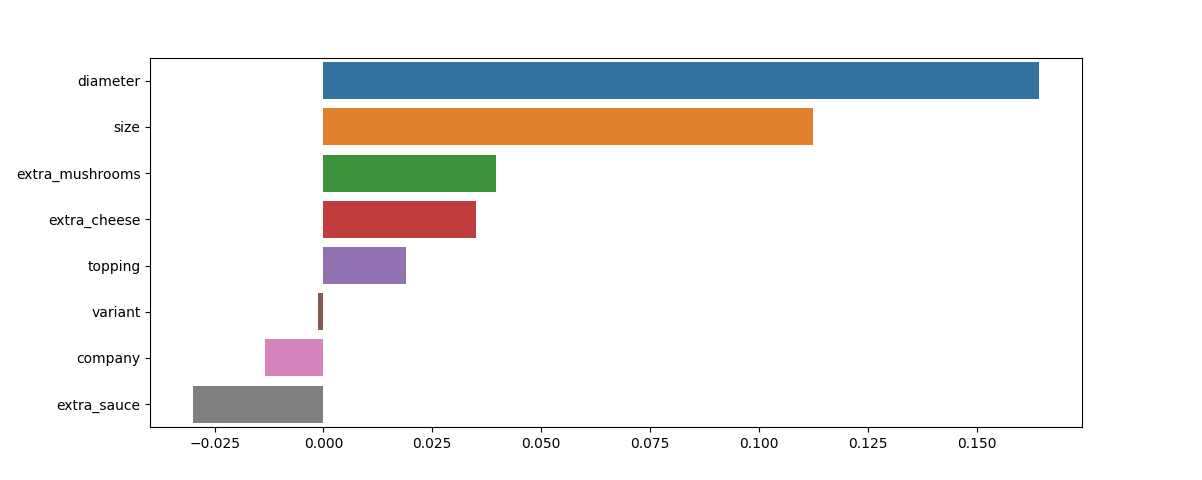 diameter
size
extra_mushrooms
extra_cheese
topping
variant
company
extra_sauce
−0.025 0.000 0.025 0.050 0.075 0.100 0.125 0.150